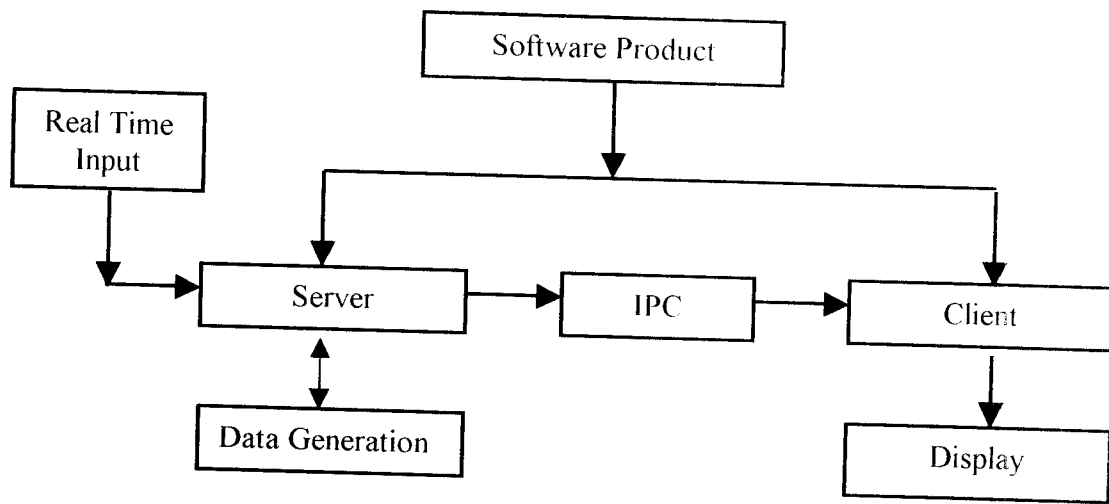 Software Product
Real Time
Input
Server
IPC
Client
Data Generation
Display